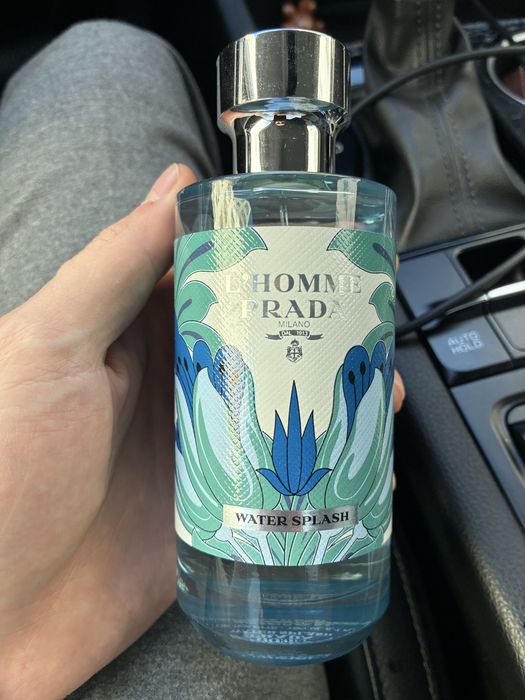 L'HOMME
PRADA
MILANO
DAL 1913
WATER SPLASH
AUTO
HOLD